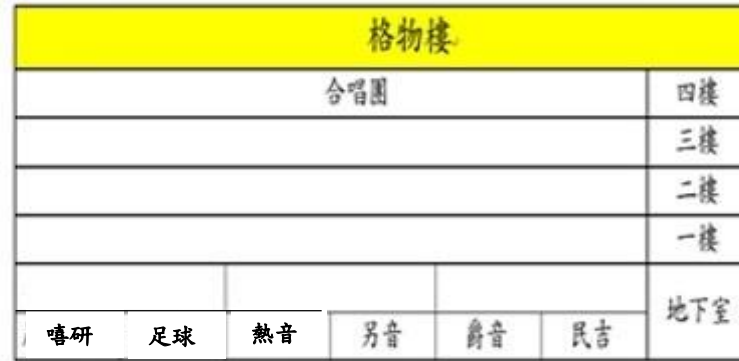 格物樓
合唱團 四樓
三樓
二樓
一樓
地下室
嘻研 足球 熱音 另音 爵音 民吉